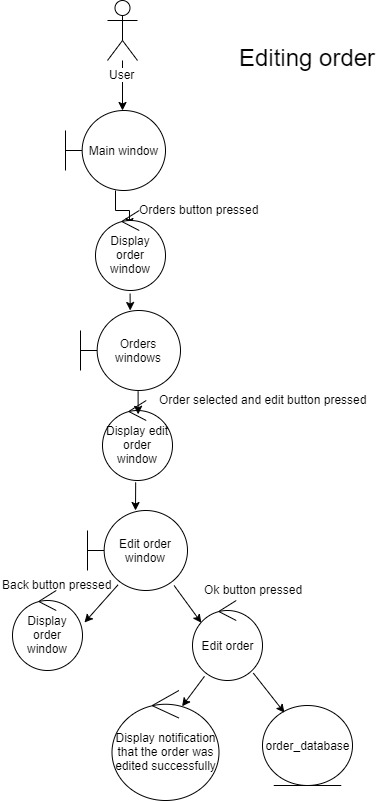 Editing order
User
Main window
Orders button pressed
Display
order
window
Orders
windows
Order selected and edit button pressed
Display edit
order
window
Edit order
window
Back button pressed
Ok button pressed
Display
order
window
Edit order
Display notification
that the order was
edited successfully
order_database